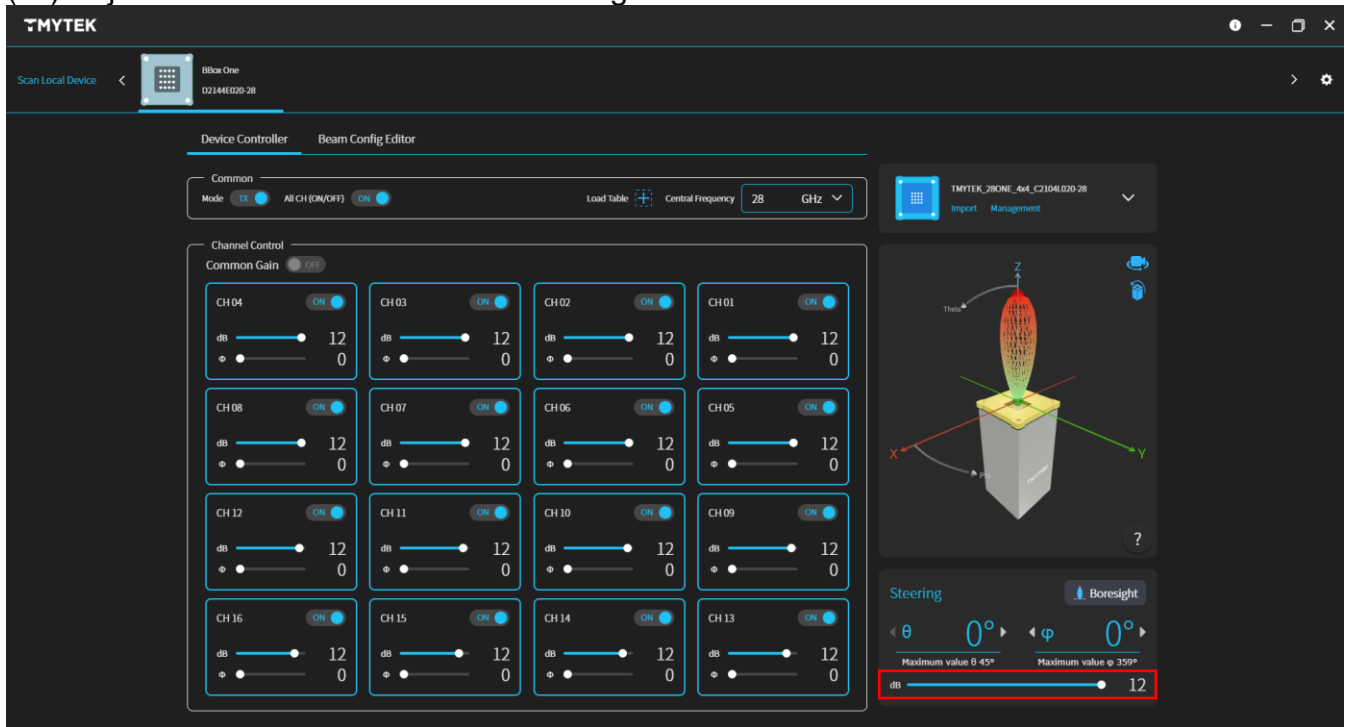 TMYTEK
Scan Local Device
BBox One
D2144E020-28
Device Controller Beam Config Editor
Common
Mode TX All CH (ON/OFF) ON Load Table Central Frequency 28 GHz
TMYTEK_28ONE_4x4_C2104L020-28
Import Management
Channel Control
Common Gain OFF
CH 04 ON CH 03 ON CH 02 ON CH 01 ON
dB 12 dB 12 dB 12 dB 12
Φ 0 Φ 0 Φ 0 Φ 0
CH 08 ON CH 07 ON CH 06 ON CH 05 ON
dB 12 dB 12 dB 12 dB 12
Φ 0 Φ 0 Φ 0 Φ 0
CH 12 ON CH 11 ON CH 10 ON CH 09 ON
dB 12 dB 12 dB 12 dB 12
Φ 0 Φ 0 Φ 0 Φ 0
CH 16 ON CH 15 ON CH 14 ON CH 13 ON
dB 12 dB 12 dB 12 dB 12
Φ 0 Φ 0 Φ 0 Φ 0
Z
Theta
X
Y
Phi
TMYTEK
?
Steering Boresight
θ 0° φ 0°
Maximum value θ 45° Maximum value φ 359°
dB 12